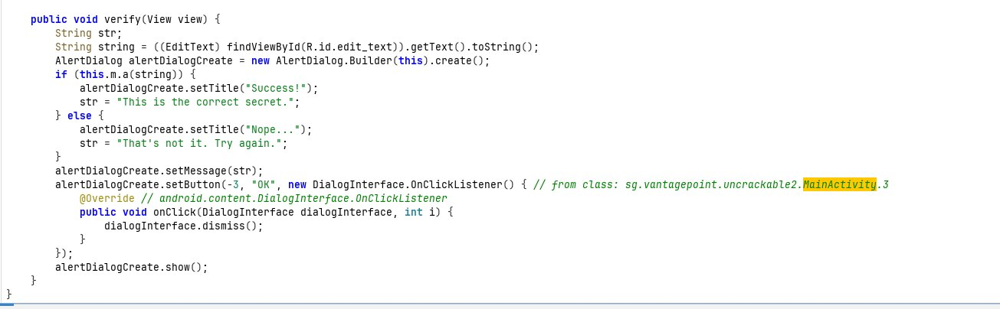 public void verify(View view) {
String str;
String string = ((EditText) findViewById(R.id.edit_text)).getText().toString();
AlertDialog alertDialogCreate = new AlertDialog.Builder(this).create();
if (this.m.a(string)) {
alertDialogCreate.setTitle("Success!");
str = "This is the correct secret.";
} else {
alertDialogCreate.setTitle("Nope...");
str = "That's not it. Try again.";
}
alertDialogCreate.setMessage(str);
alertDialogCreate.setButton(-3, "OK", new DialogInterface.OnClickListener() { // from class: sg.vantagepoint.uncrackable2.MainActivity.3
@Override // android.content.DialogInterface.OnClickListener
public void onClick(DialogInterface dialogInterface, int i) {
dialogInterface.dismiss();
}
});
alertDialogCreate.show();
}
}